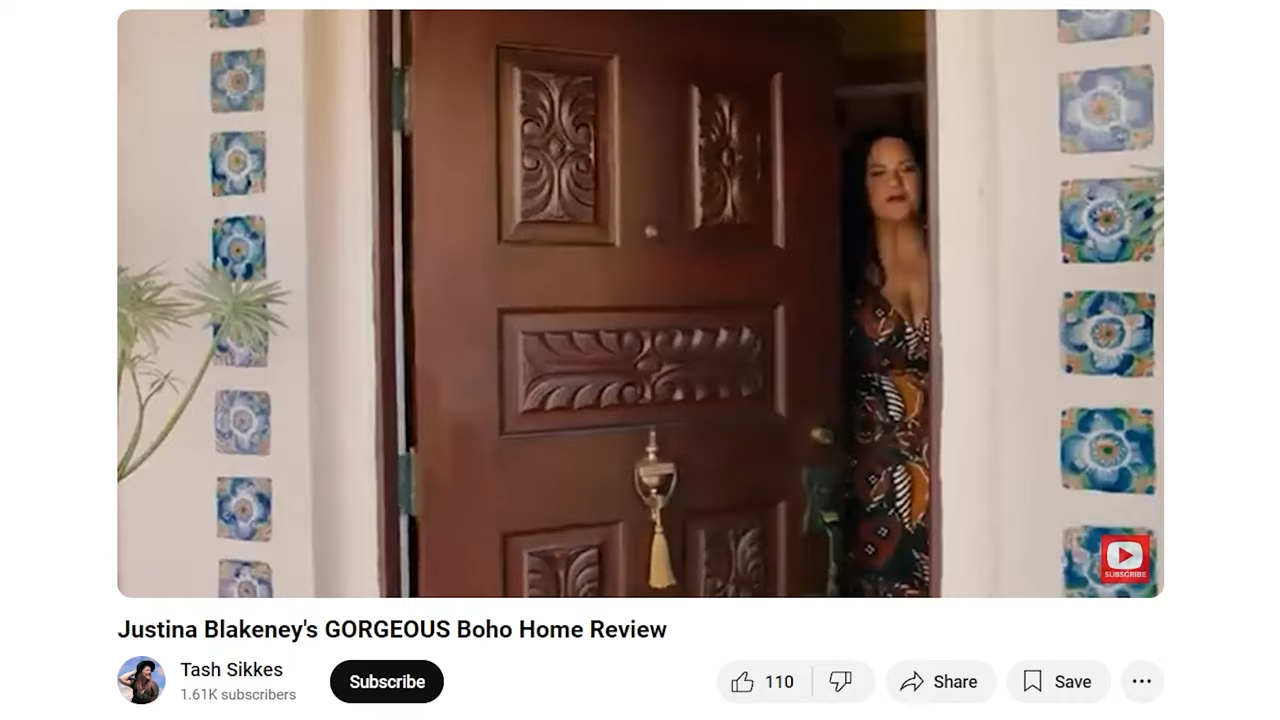 SUBSCRIBE
Justina Blakeney's GORGEOUS Boho Home Review
Tash Sikkes
1.61K subscribers
Subscribe
110
Share
Save